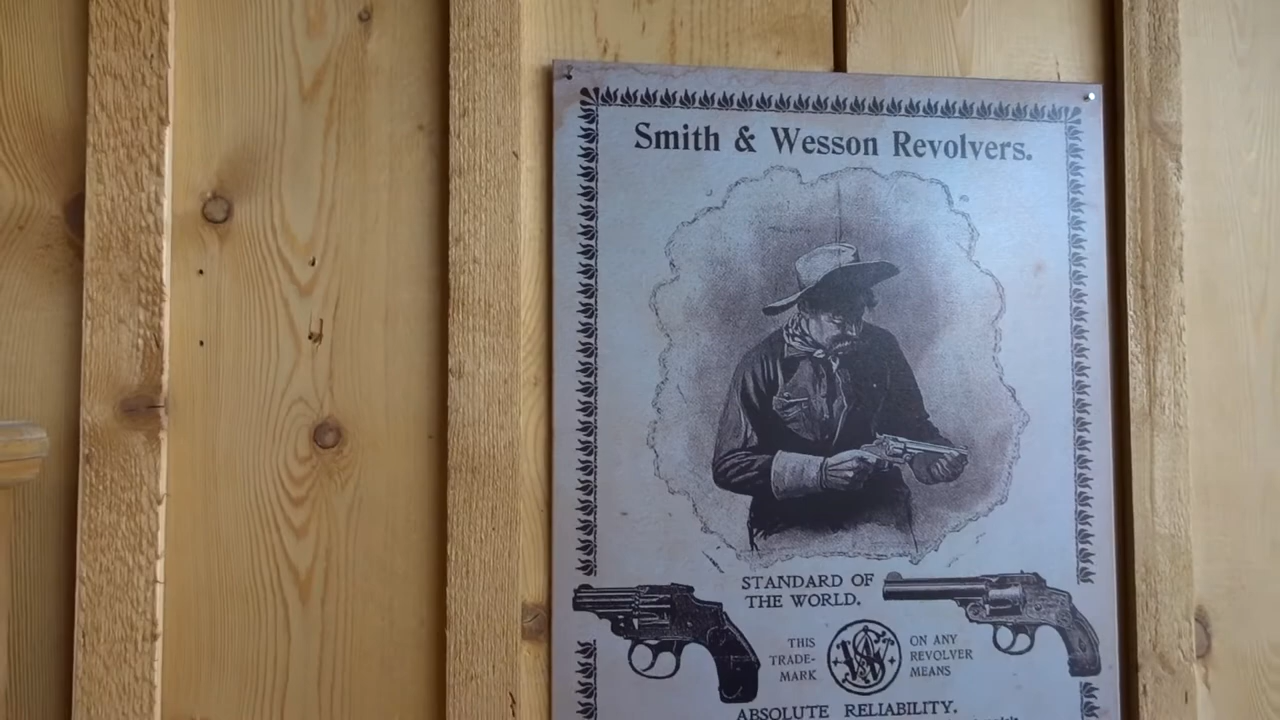 Smith & Wesson Revolvers.
STANDARD OF
THE WORLD.
THIS
TRADE-
MARK
ON ANY
REVOLVER
MEANS
ABSOLUTE RELIABILITY.